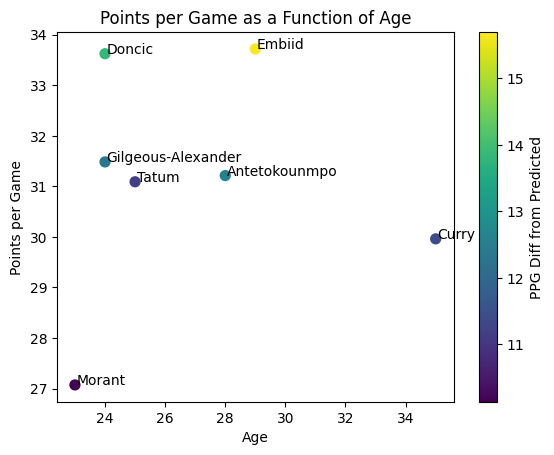 Points per Game as a Function of Age
34
33
32
31
30
29
28
27
Points per Game
Doncic
Embiid
Gilgeous-Alexander
Tatum
Antetokounmpo
Curry
Morant
24
26
28
30
32
34
Age
15
14
13
12
11
PPG Diff from Predicted